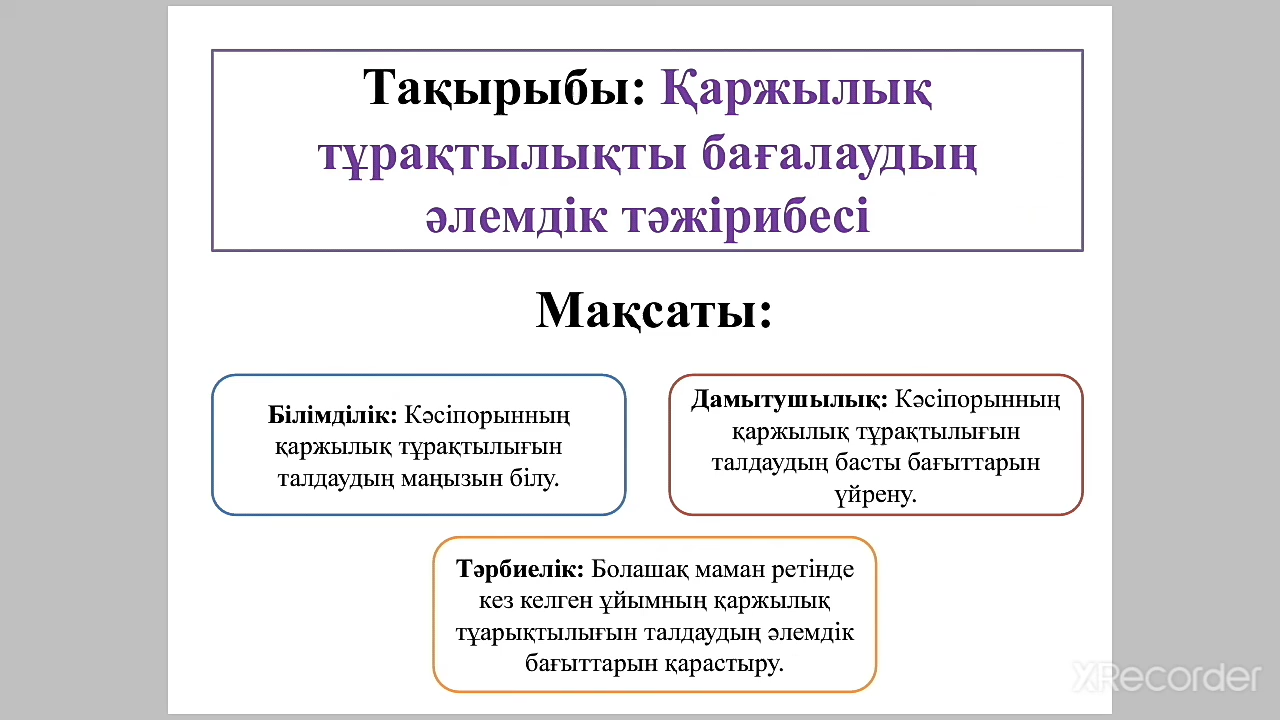 Тақырыбы: Қаржылық
тұрақтылықты бағалаудың
әлемдік тәжірибесі
Мақсаты:
Білімділік: Кәсіпорынның
қаржылық тұрақтылығын
талдаудың маңызын білу.
Дамытушылық: Кәсіпорынның
қаржылық тұрақтылығын
талдаудың басты бағыттарын
үйрену.
Тәрбиелік: Болашақ маман ретінде
кез келген ұйымның қаржылық
тұарықтылығын талдаудың әлемдік
бағыттарын қарастыру.
XRecorder